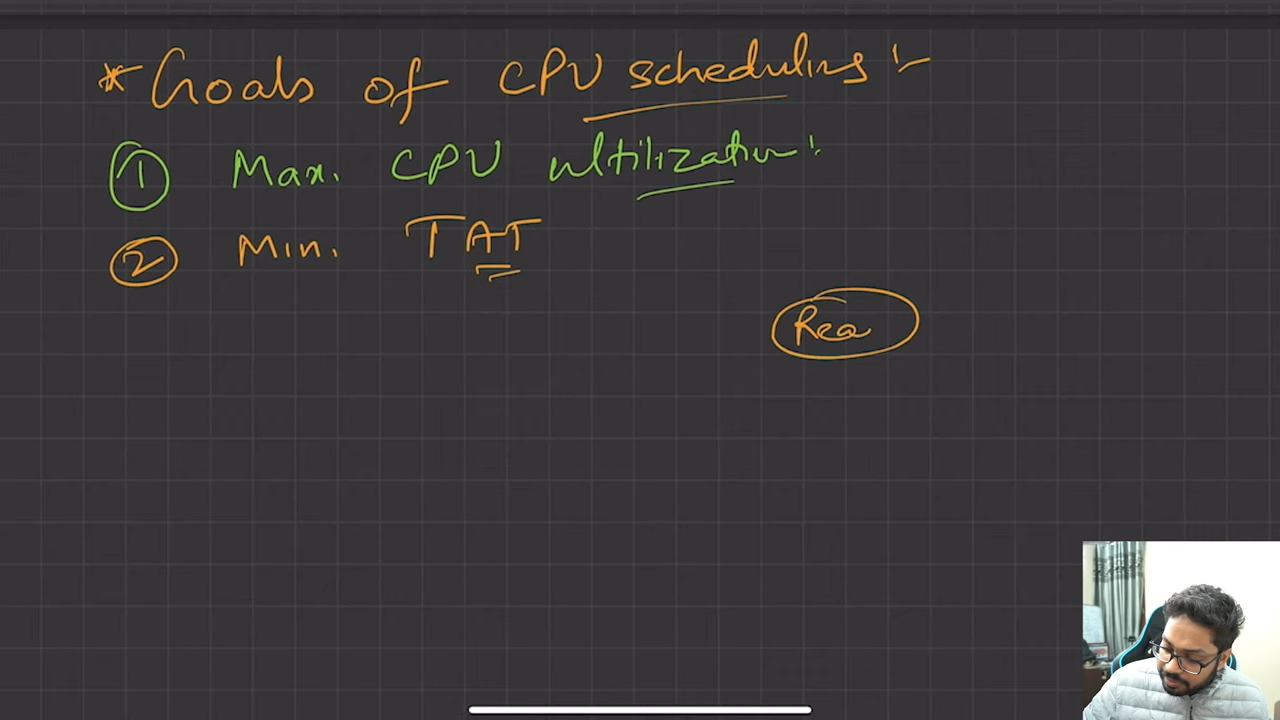 * Goals of CPU scheduling :-
① Max. CPU ultilization :
② Min. TAT
Rea